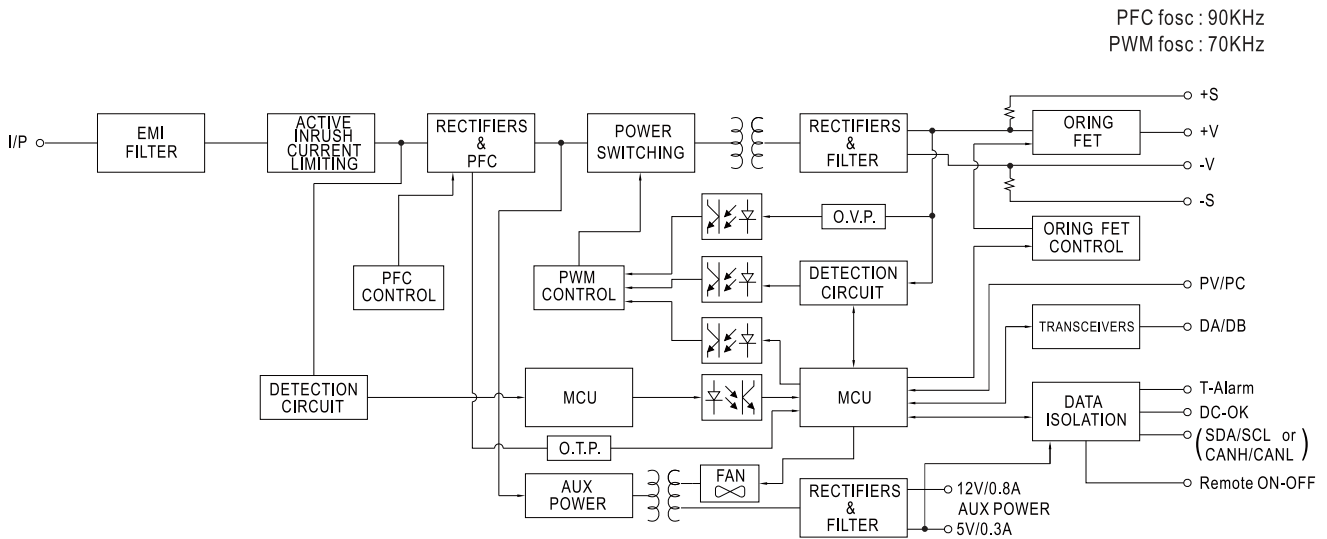 PFC fosc : 90KHz
PWM fosc : 70KHz
I/P
EMI
FILTER
ACTIVE
INRUSH
CURRENT
LIMITING
RECTIFIERS
&
PFC
POWER
SWITCHING
RECTIFIERS
&
FILTER
+S
ORING
FET
+V
-V
-S
O.V.P.
ORING FET
CONTROL
PFC
CONTROL
PWM
CONTROL
DETECTION
CIRCUIT
PV/PC
TRANSCEIVERS
DA/DB
DETECTION
CIRCUIT
MCU
MCU
DATA
ISOLATION
T-Alarm
DC-OK
(SDA/SCL or
CANH/CANL)
Remote ON-OFF
O.T.P.
AUX
POWER
FAN
RECTIFIERS
&
FILTER
12V/0.8A
AUX POWER
5V/0.3A